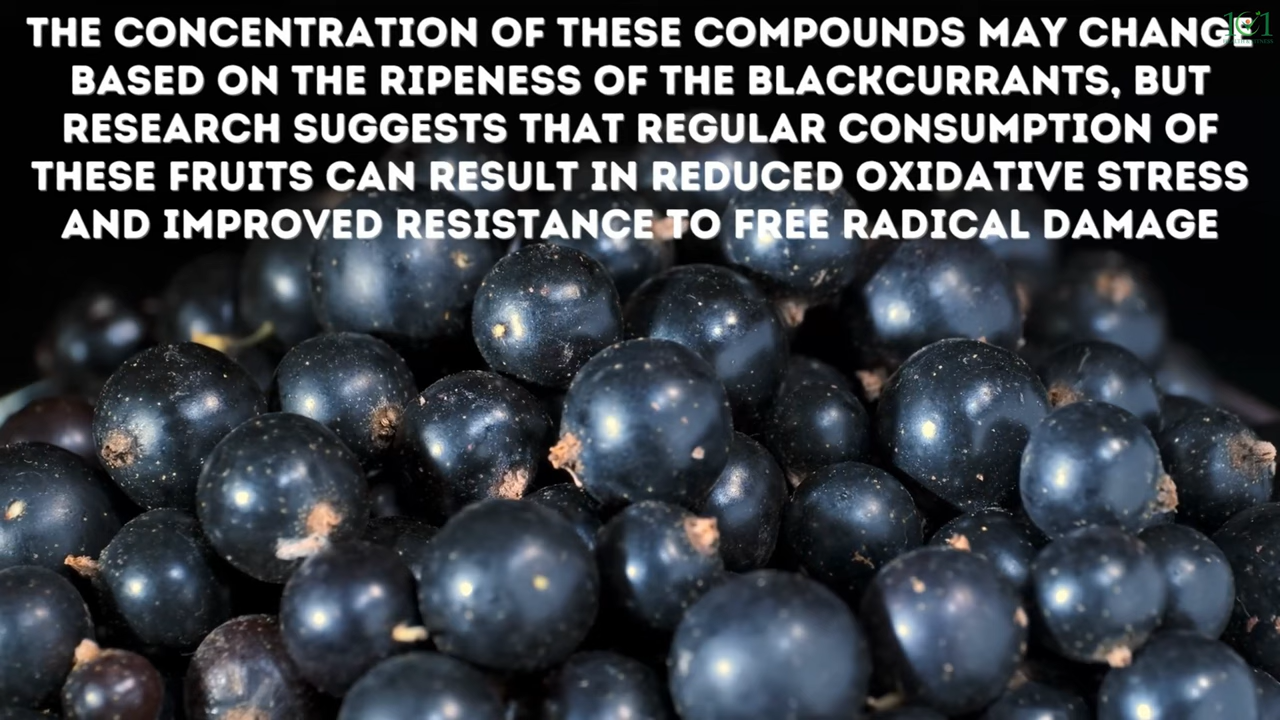 THE CONCENTRATION OF THESE COMPOUNDS MAY CHANGE
BASED ON THE RIPENESS OF THE BLACKCURRANTS, BUT
RESEARCH SUGGESTS THAT REGULAR CONSUMPTION OF
THESE FRUITS CAN RESULT IN REDUCED OXIDATIVE STRESS
AND IMPROVED RESISTANCE TO FREE RADICAL DAMAGE
101